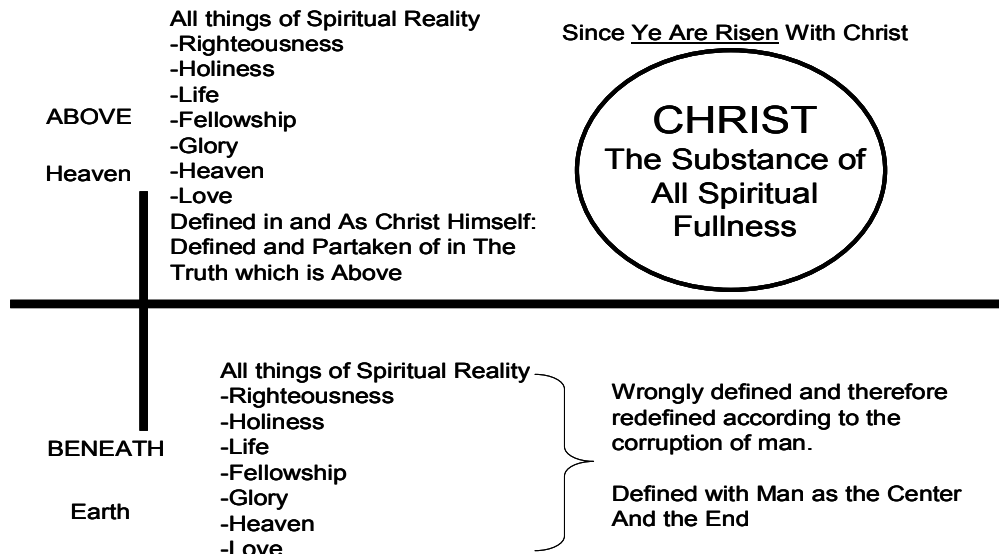 All things of Spiritual Reality
-Righteousness
-Holiness
-Life
-Fellowship
-Glory
-Heaven
-Love
Defined in and As Christ Himself:
Defined and Partaken of in The
Truth which is Above
ABOVE
Heaven
Since Ye Are Risen With Christ
CHRIST
The Substance of
All Spiritual
Fullness
BENEATH
Earth
All things of Spiritual Reality
-Righteousness
-Holiness
-Life
-Fellowship
-Glory
-Heaven
-Love
Wrongly defined and therefore
redefined according to the
corruption of man.
Defined with Man as the Center
And the End